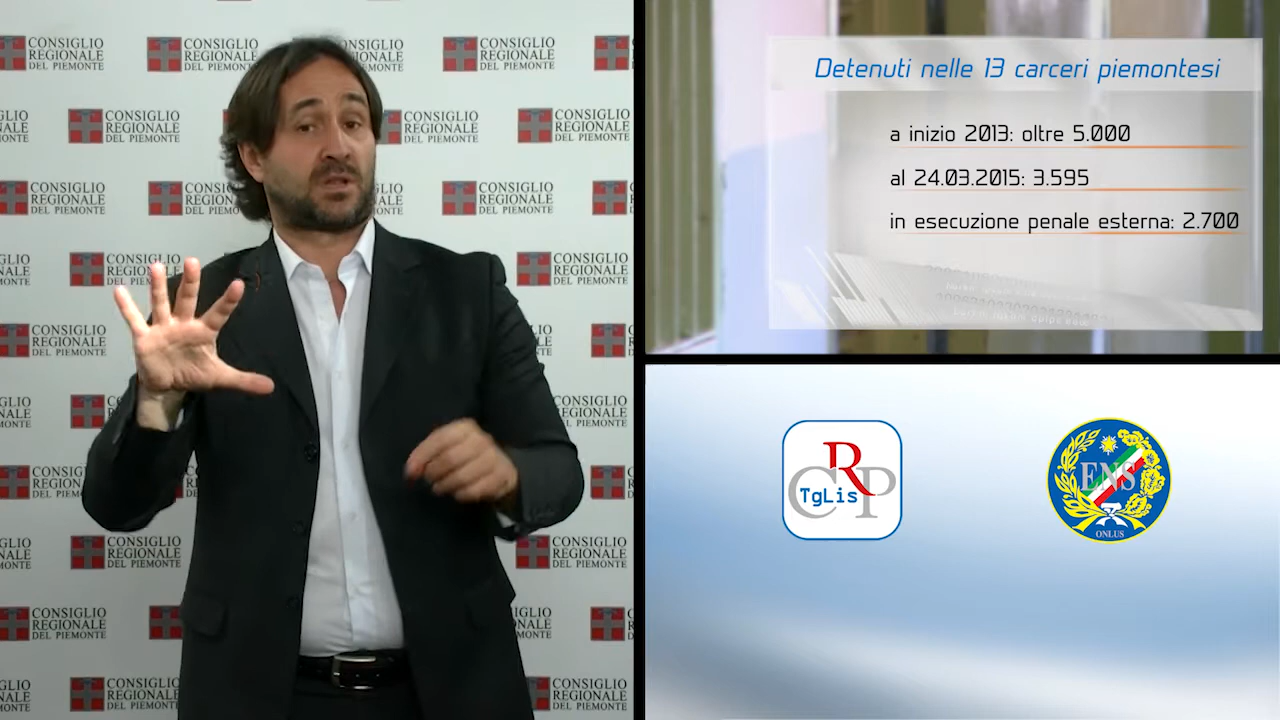 CONSIGLIO
REGIONALE
DEL PIEMONTE
Detenuti nelle 13 carceri piemontesi
a inizio 2013: oltre 5.000
al 24.03.2015: 3.595
in esecuzione penale esterna: 2.700
CRP
TgLis
ENS
ONLUS